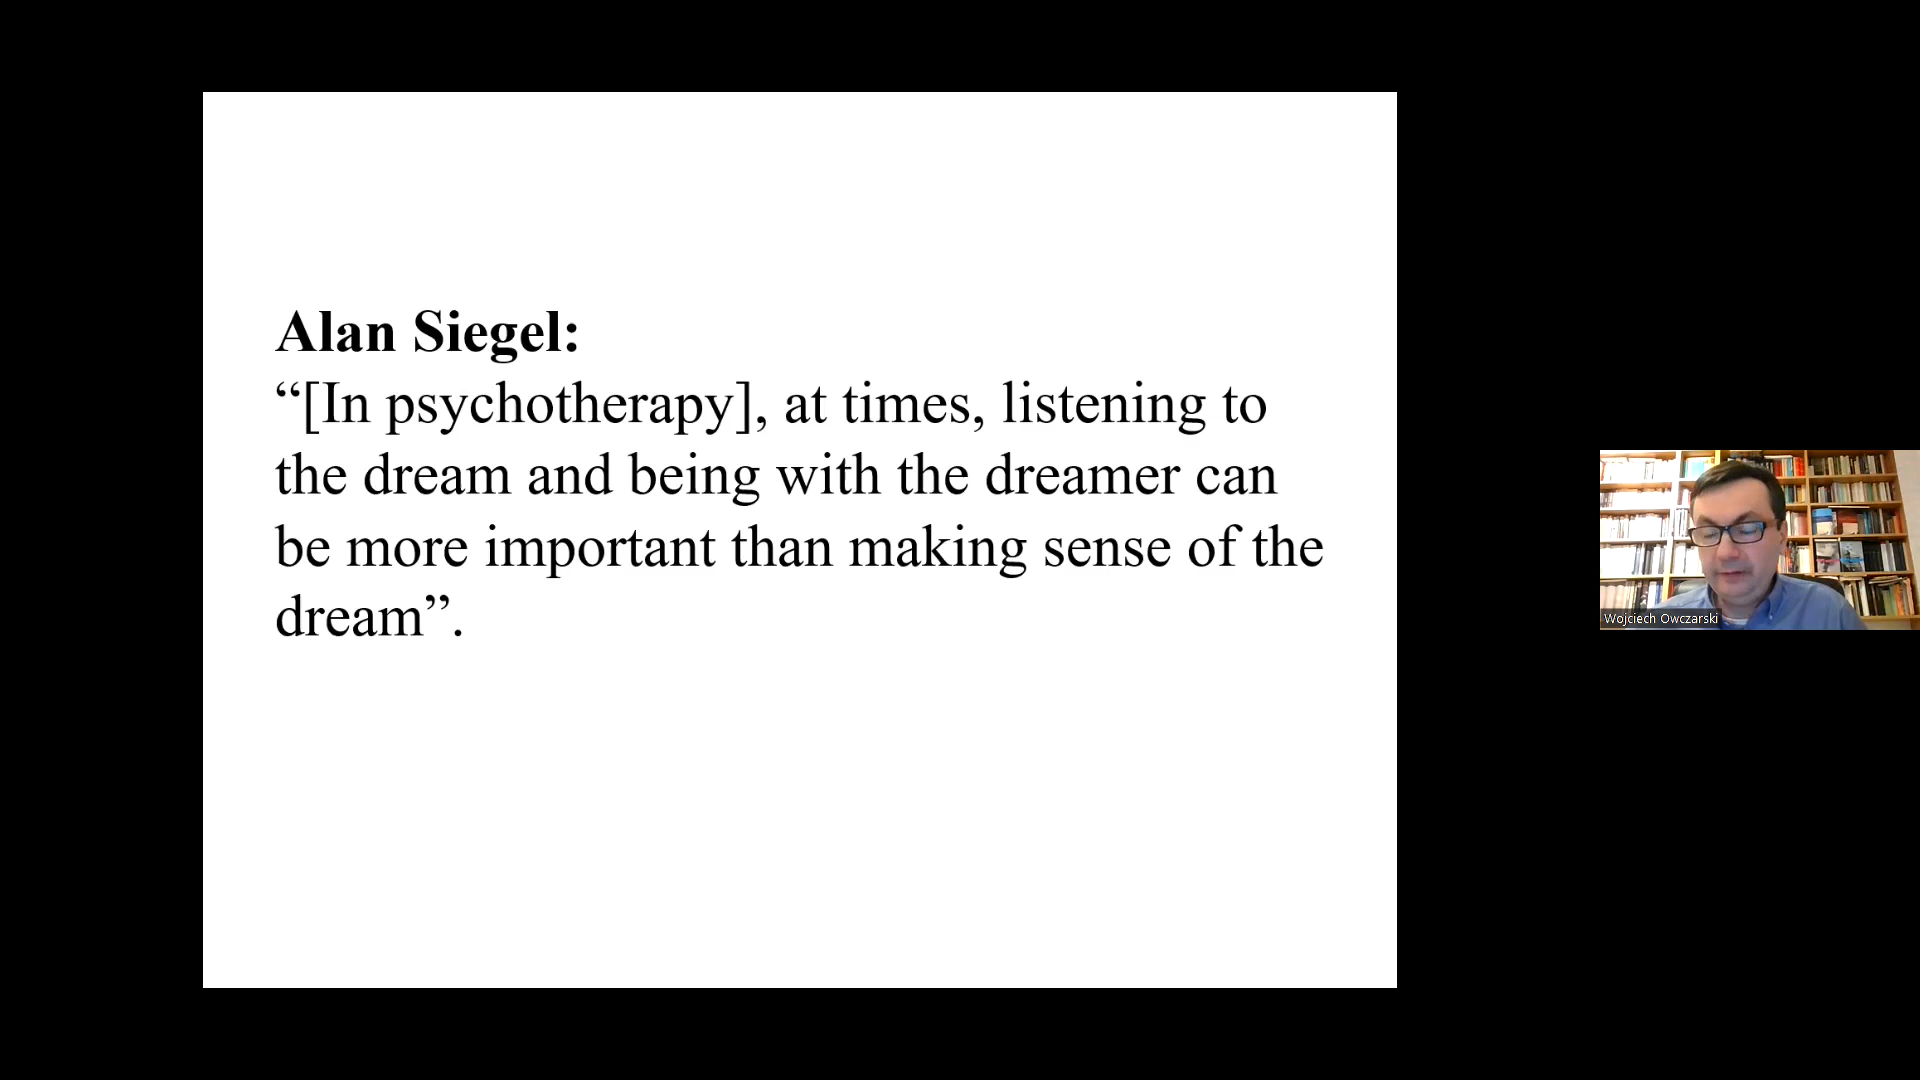 Alan Siegel:
“[In psychotherapy], at times, listening to
the dream and being with the dreamer can
be more important than making sense of the
dream”.
Wojciech Owczarski